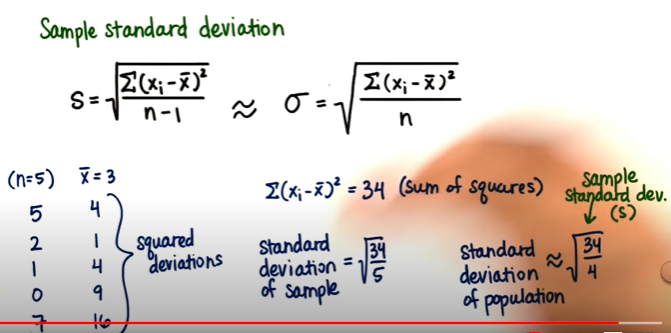 Sample standard deviation
S = √(Σ(xᵢ-x̄)²/n-1) ≈ σ = √(Σ(xᵢ-x̄)²/n)
(n=5) x̄=3
5 4
2 1
1 4
0 9
7 16
squared
deviations
Σ(xᵢ-x̄)² = 34 (sum of squares)
standard
deviation = √(34/5)
of sample
sample
standard dev.
(S)
standard
deviation ≈ √(34/4)
of population